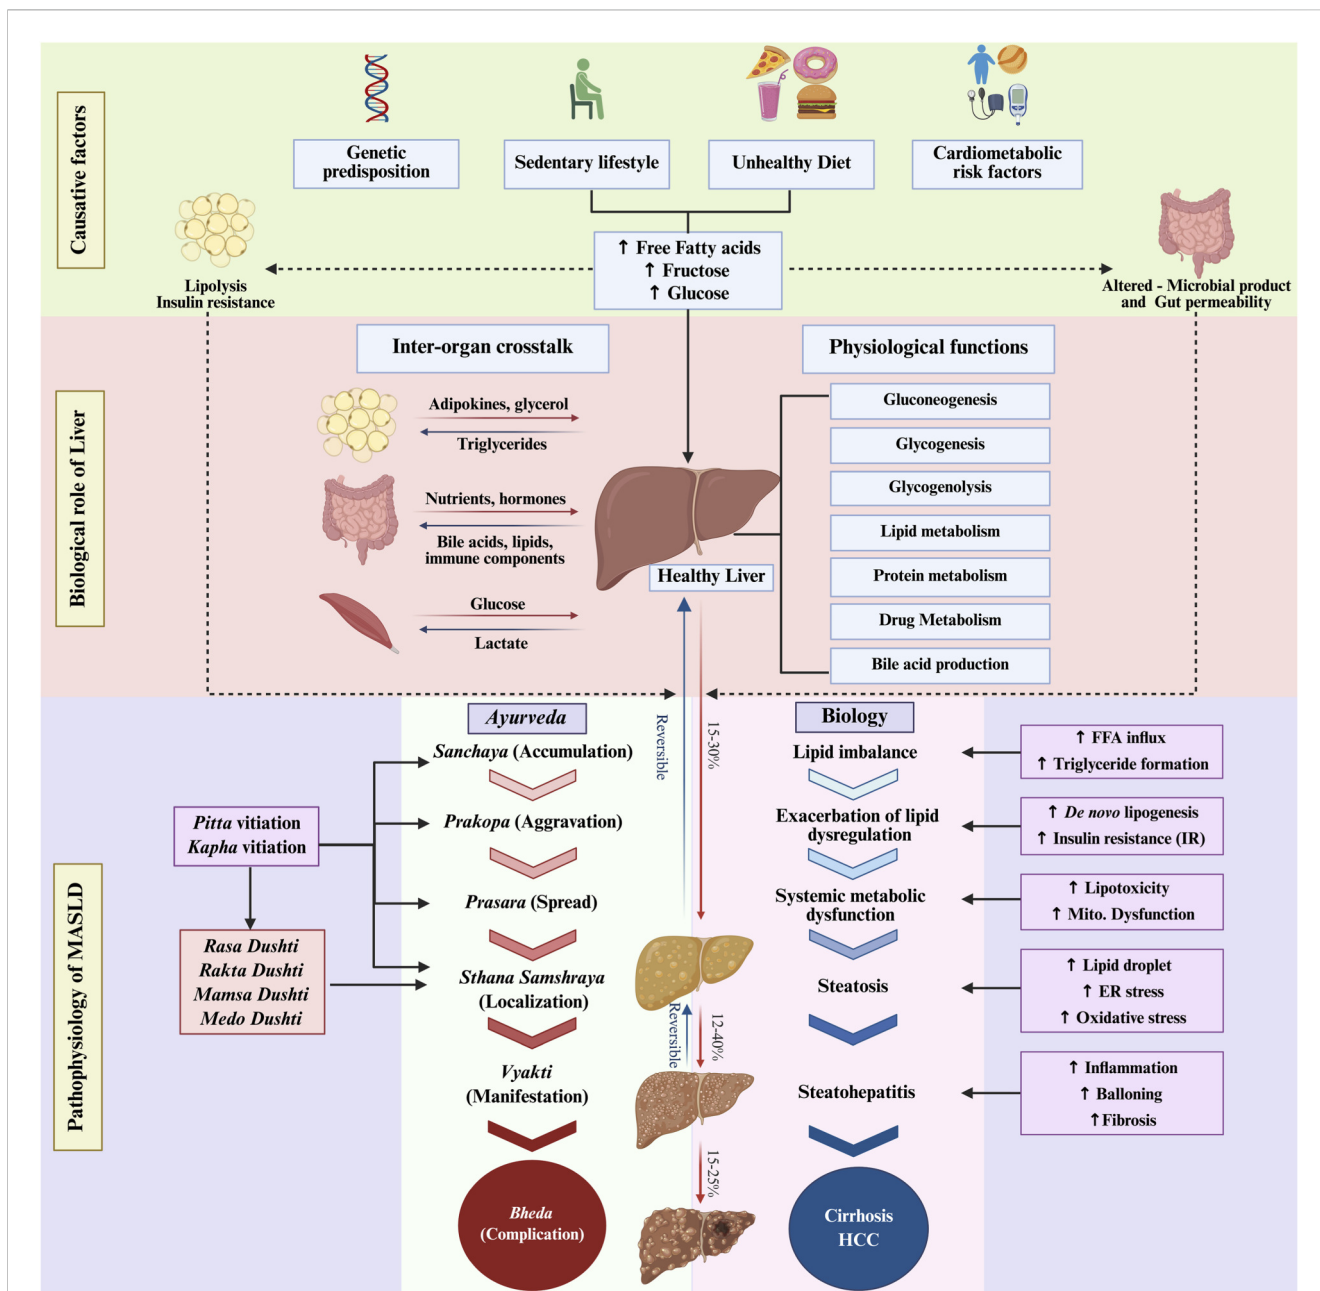 Causative factors
Genetic
predisposition
Sedentary lifestyle
Unhealthy Diet
Cardiometabolic
risk factors
↑ Free Fatty acids
↑ Fructose
↑ Glucose
Lipolysis
Insulin resistance
Altered - Microbial product
and Gut permeability
Biological role of Liver
Inter-organ crosstalk
Adipokines, glycerol
Triglycerides
Nutrients, hormones
Bile acids, lipids,
immune components
Glucose
Lactate
Healthy Liver
Physiological functions
Gluconeogenesis
Glycogenesis
Glycogenolysis
Lipid metabolism
Protein metabolism
Drug Metabolism
Bile acid production
Pathophysiology of MASLD
Pitta vitiation
Kapha vitiation
Rasa Dushti
Rakta Dushti
Mamsa Dushti
Medo Dushti
Ayurveda
Sanchaya (Accumulation)
Prakopa (Aggravation)
Prasara (Spread)
Sthana Samshraya
(Localization)
Vyakti
(Manifestation)
Bheda
(Complication)
Reversible
15-30%
Reversible
12-40%
15-25%
Biology
Lipid imbalance
Exacerbation of lipid
dysregulation
Systemic metabolic
dysfunction
Steatosis
Steatohepatitis
Cirrhosis
HCC
↑ FFA influx
↑ Triglyceride formation
↑ De novo lipogenesis
↑ Insulin resistance (IR)
↑ Lipotoxicity
↑ Mito. Dysfunction
↑ Lipid droplet
↑ ER stress
↑ Oxidative stress
↑ Inflammation
↑ Balloning
↑Fibrosis